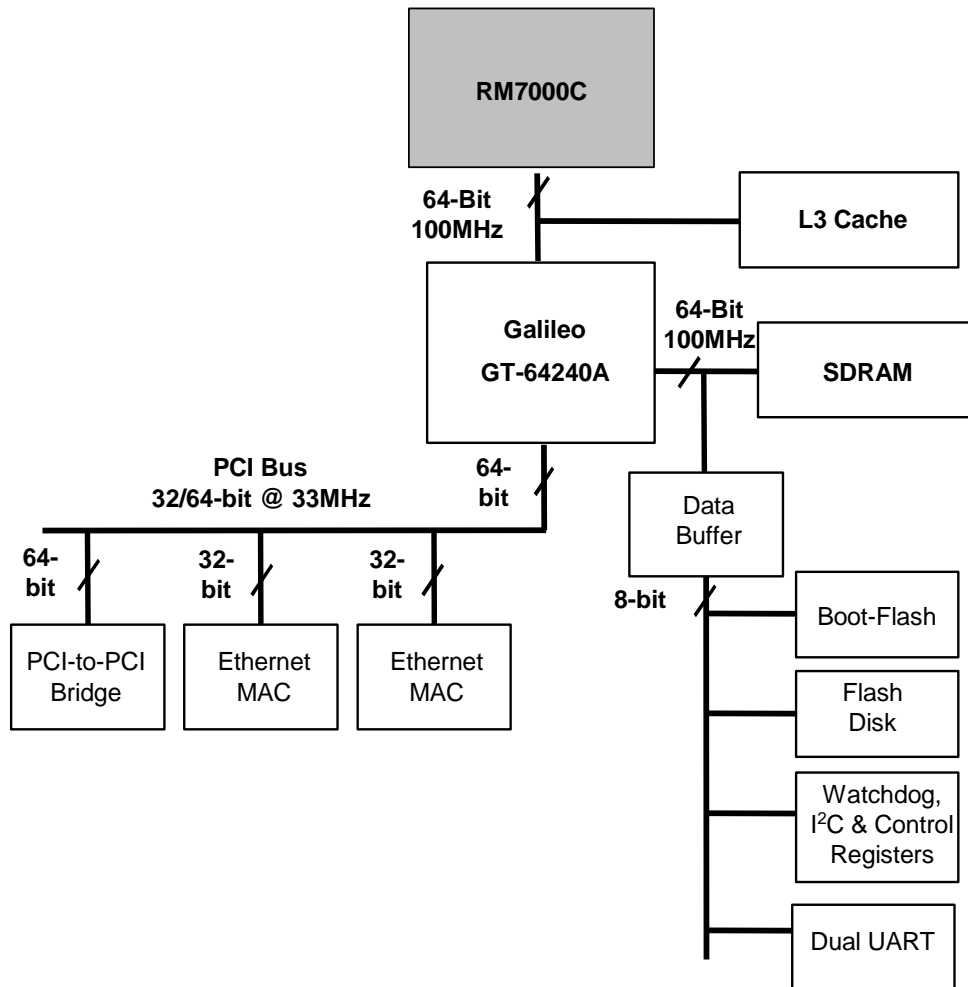 RM7000C
64-Bit
100MHz
L3 Cache
Galileo
GT-64240A
64-Bit
100MHz
SDRAM
PCI Bus
32/64-bit @ 33MHz
64-
bit
Data
Buffer
64-
bit
32-
bit
32-
bit
8-bit
PCI-to-PCI
Bridge
Ethernet
MAC
Ethernet
MAC
Boot-Flash
Flash
Disk
Watchdog,
I²C & Control
Registers
Dual UART